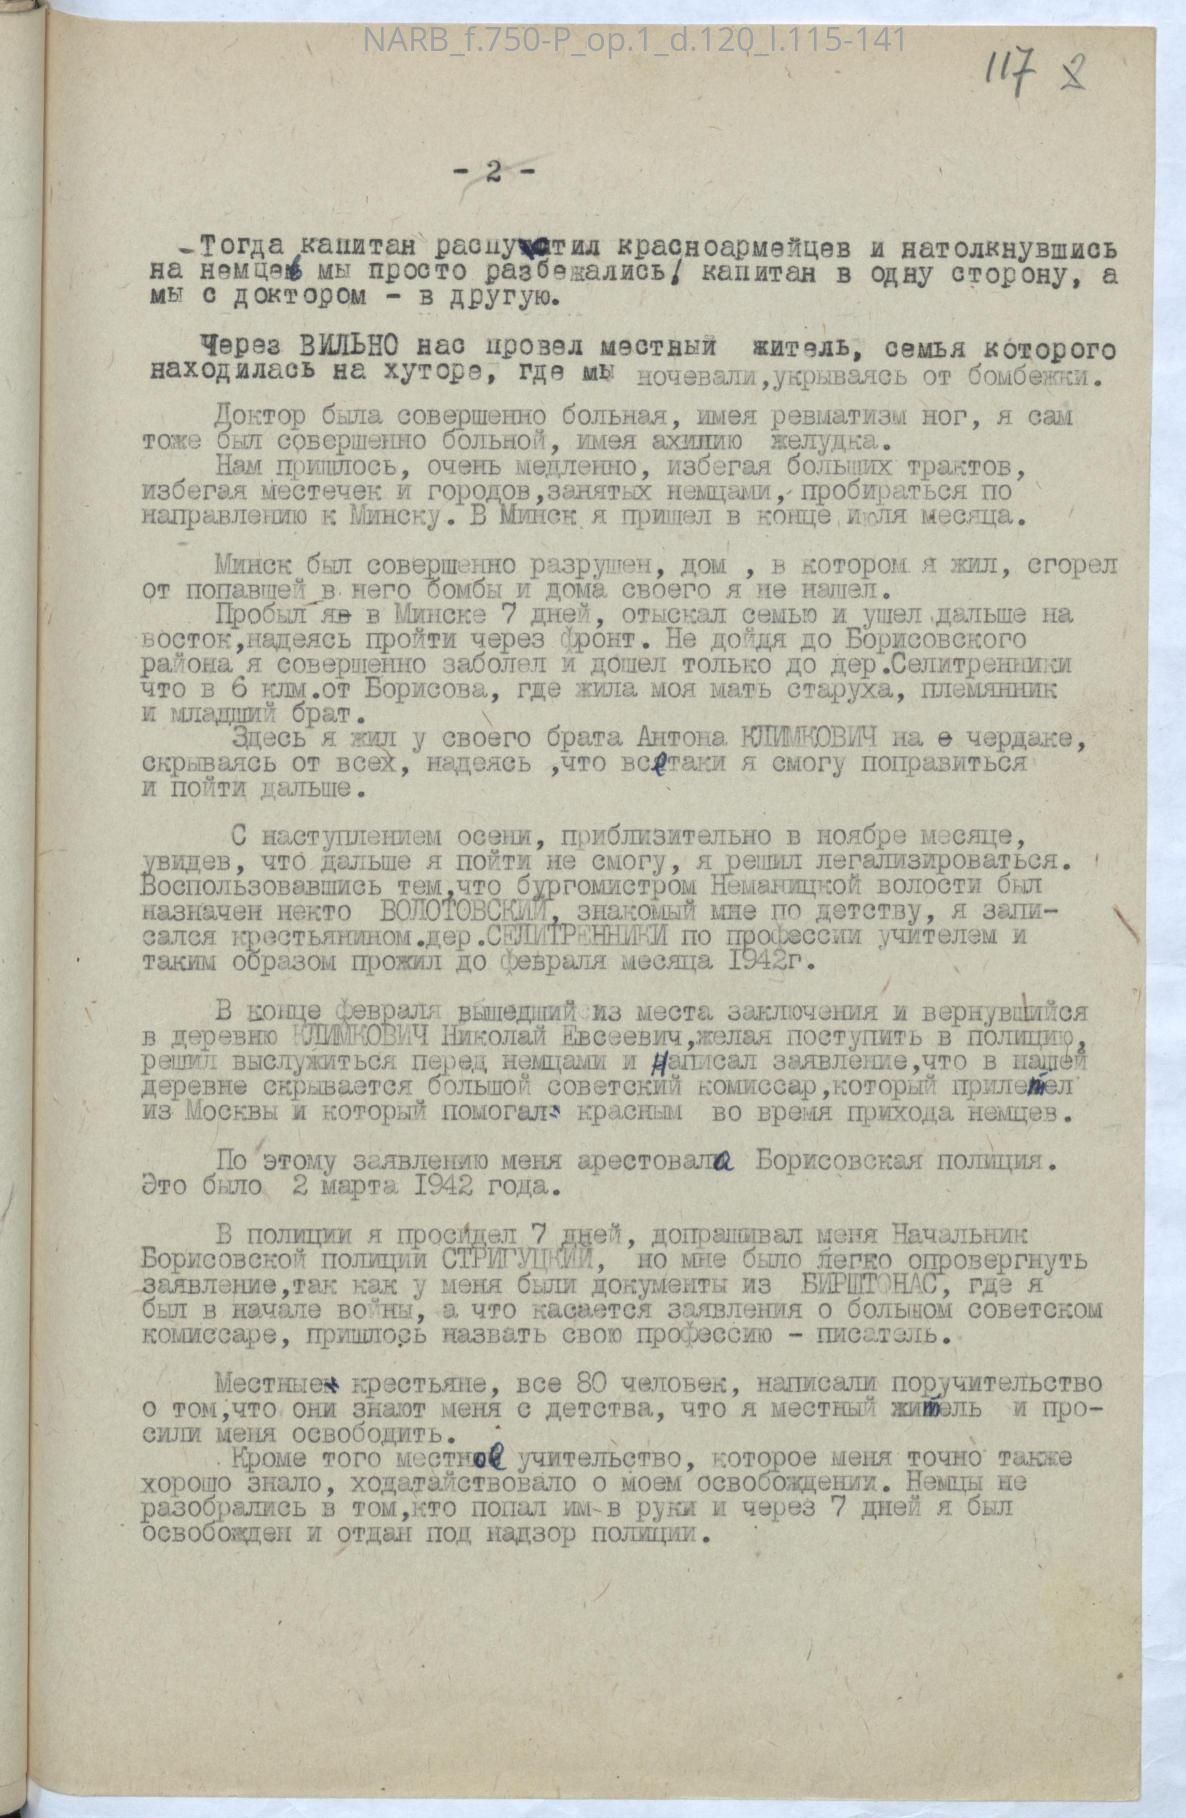 NARB_f.750-P_op.1_d.120_l.115-141
117 8
- 2 -
Тогда капитан распустил красноармейцев и натолкнувшись
на немцев мы просто разбежались/ капитан в одну сторону, а
мы с доктором - в другую.
Через ВИЛЬНО нас провел местный житель, семья которого
находилась на хуторе, где мы ночевали,укрываясь от бомбежки.
Доктор была совершенно больная, имея ревматизм ног, я сам
тоже был совершенно больной, имея ахилию желудка.
Нам пришлось, очень медленно, избегая больших трактов,
избегая местечек и городов,занятых немцами, пробираться по
направлению к Минску. В Минск я пришел в конце июля месяца.
Минск был совершенно разрушен, дом , в котором я жил, сгорел
от попавшей в него бомбы и дома своего я не нашел.
Пробыл яв в Минске 7 дней, отыскал семью и ушел дальше на
восток,надеясь пройти через фронт. Не дойдя до Борисовского
района я совершенно заболел и дошел только до дер.Селитренники
что в 6 клм.от Борисова, где жила моя мать старуха, племянник
и младший брат.
Здесь я жил у своего брата Антона КЛИМКОВИЧ на е чердаке,
скрываясь от всех, надеясь ,что всетаки я смогу поправиться
и пойти дальше.
С наступлением осени, приблизительно в ноябре месяце,
увидев, что дальше я пойти не смогу, я решил легализироваться.
Воспользовавшись тем,что бургомистром Неманицкой волости был
назначен некто ВОЛОТОВСКИЙ, знакомый мне по детству, я запи-
сался крестьянином.дер.СЕЛИТРЕННИКИ по профессии учителем и
таким образом прожил до февраля месяца 1942г.
В конце февраля вышедший из места заключения и вернувшийся
в деревню КЛИМКОВИЧ Николай Евсеевич,желая поступить в полицию,
решил выслужиться перед немцами и написал заявление,что в нашей
деревне скрывается большой советский комиссар,который прилетел
из Москвы и который помогал красным во время прихода немцев.
По этому заявлению меня арестовала Борисовская полиция.
Это было 2 марта 1942 года.
В полиции я просидел 7 дней, допрашивал меня Начальник
Борисовской полиции СТРИГУЦКИЙ, но мне было легко опровергнуть
заявление,так как у меня были документы из БИРШТОНАС, где я
был в начале войны, а что касается заявления о большом советском
комиссаре, пришлось назвать свою профессию - писатель.
Местные крестьяне, все 80 человек, написали поручительство
о том,что они знают меня с детства, что я местный житель и про-
сили меня освободить.
Кроме того местное учительство, которое меня точно также
хорошо знало, ходатайствовало о моем освобождении. Немцы не
разобрались в том,кто попал им в руки и через 7 дней я был
освобожден и отдан под надзор полиции.